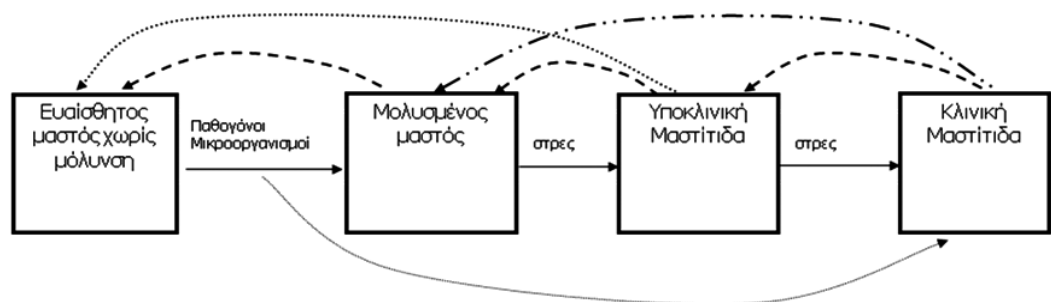 Ευαίσθητος
μαστός χωρίς
μόλυνση
Παθογόνοι
Μικροοργανισμοί
Μολυσμένος
μαστός
στρες
Υποκλινική
Μαστίτιδα
στρες
Κλινική
Μαστίτιδα